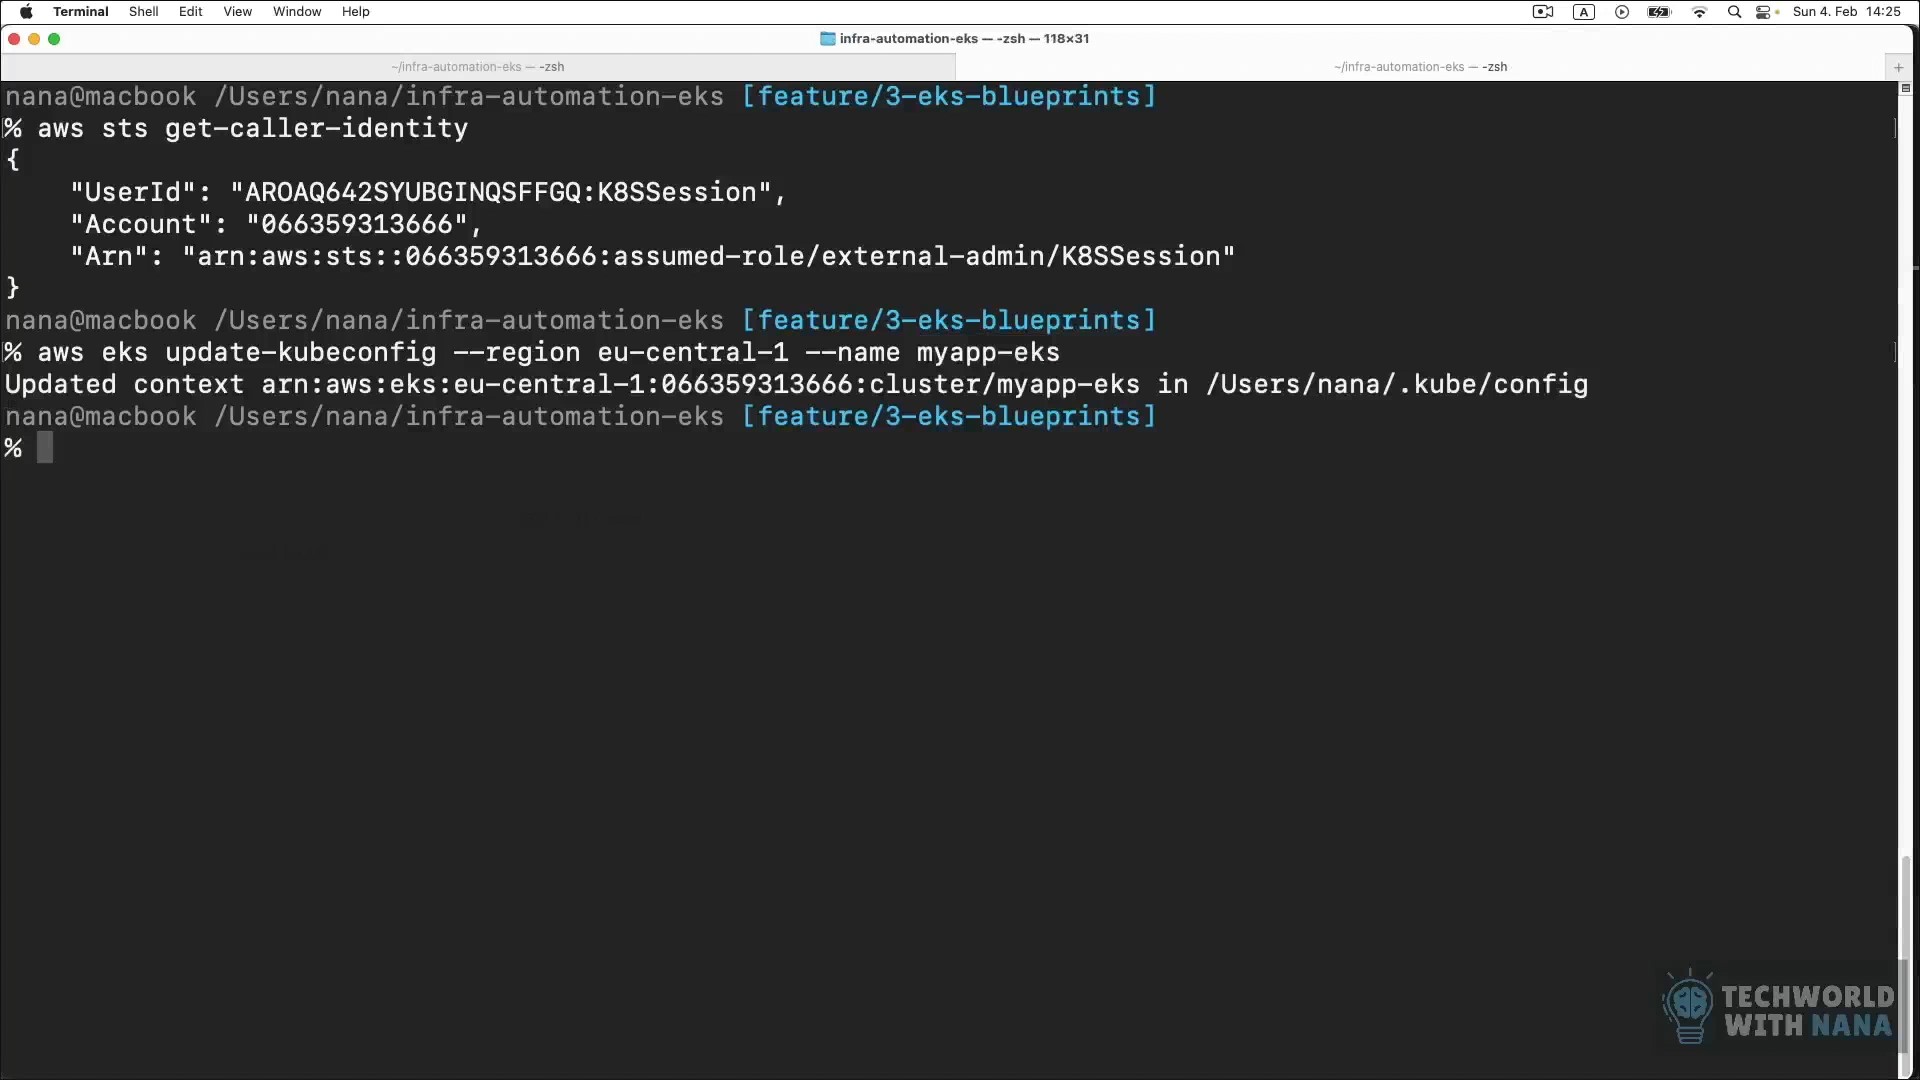 Terminal Shell Edit View Window Help A Sun 4. Feb 14:25
infra-automation-eks — -zsh — 118×31
~/infra-automation-eks — -zsh ~/infra-automation-eks — -zsh +
nana@macbook /Users/nana/infra-automation-eks [feature/3-eks-blueprints]
% aws sts get-caller-identity
{
    "UserId": "AROAQ642SYUBGINQSFFGQ:K8SSession",
    "Account": "066359313666",
    "Arn": "arn:aws:sts::066359313666:assumed-role/external-admin/K8SSession"
}
nana@macbook /Users/nana/infra-automation-eks [feature/3-eks-blueprints]
% aws eks update-kubeconfig --region eu-central-1 --name myapp-eks
Updated context arn:aws:eks:eu-central-1:066359313666:cluster/myapp-eks in /Users/nana/.kube/config
nana@macbook /Users/nana/infra-automation-eks [feature/3-eks-blueprints]
%
TECHWORLD
WITH NANA